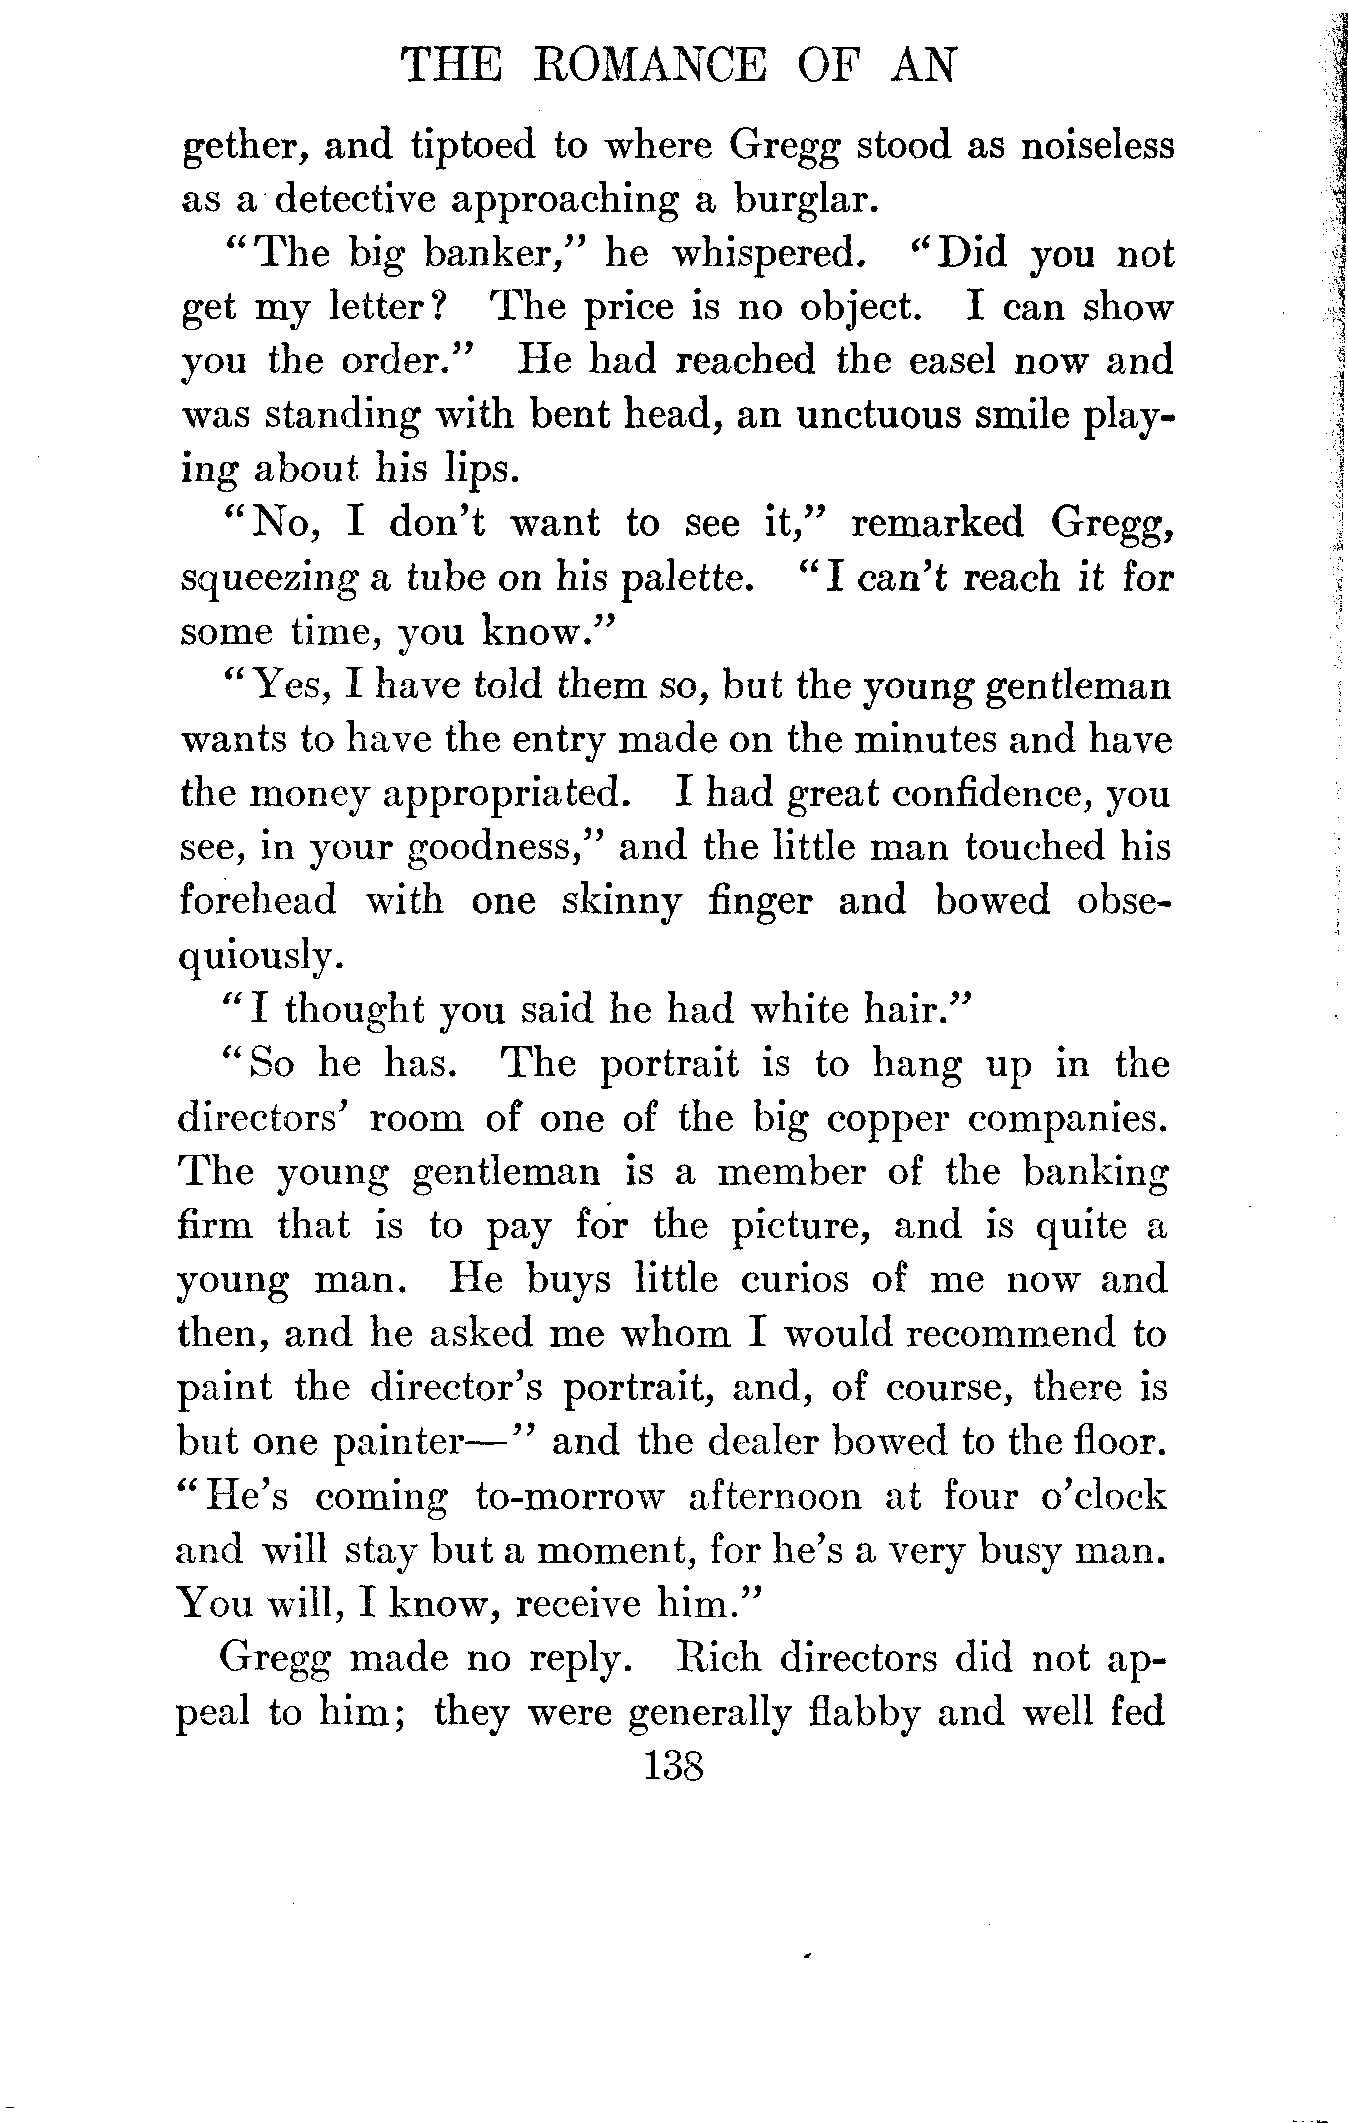 THE ROMANCE OF AN
gether, and tiptoed to where Gregg stood as noiseless
as a detective approaching a burglar.
"The big banker," he whispered. "Did you not
get my letter? The price is no object. I can show
you the order." He had reached the easel now and
was standing with bent head, an unctuous smile play-
ing about his lips.
"No, I don't want to see it," remarked Gregg,
squeezing a tube on his palette. "I can't reach it for
some time, you know."
"Yes, I have told them so, but the young gentleman
wants to have the entry made on the minutes and have
the money appropriated. I had great confidence, you
see, in your goodness," and the little man touched his
forehead with one skinny finger and bowed obse-
quiously.
"I thought you said he had white hair."
"So he has. The portrait is to hang up in the
directors' room of one of the big copper companies.
The young gentleman is a member of the banking
firm that is to pay for the picture, and is quite a
young man. He buys little curios of me now and
then, and he asked me whom I would recommend to
paint the director's portrait, and, of course, there is
but one painter—" and the dealer bowed to the floor.
"He's coming to-morrow afternoon at four o'clock
and will stay but a moment, for he's a very busy man.
You will, I know, receive him."
Gregg made no reply. Rich directors did not ap-
peal to him; they were generally flabby and well fed
138